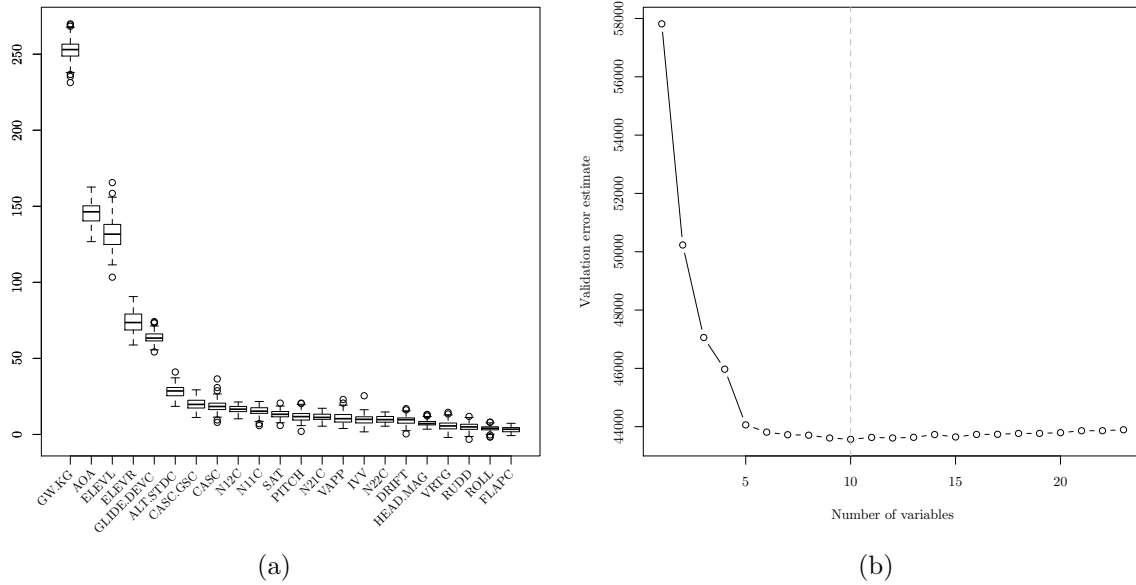 250
200
150
100
50
0
GW.KG
AOA
ELEVL
ELEVR
GLIDE.DEVC
ALT.STDC
CASC.GSC
CASC
N12C
N11C
SAT
PITCH
N21C
VAPP
IVV
N22C
DRIFT
HEAD.MAG
VRTG
RUDD
ROLL
FLAPC
(a)
Validation error estimate
58000
56000
54000
52000
50000
48000
46000
44000
5
10
15
20
Number of variables
(b)